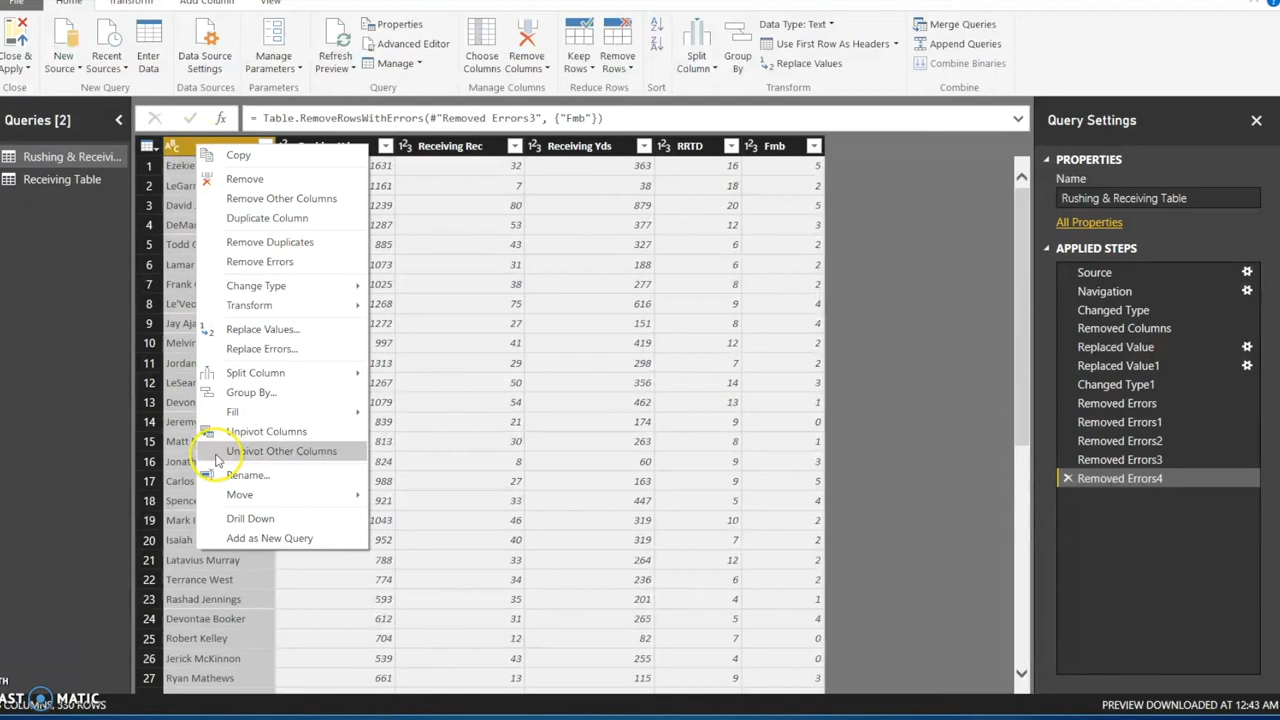 File Home Transform Add Column View
Close & Apply New Source Recent Sources Enter Data Data Source Settings Manage Parameters Refresh Preview Properties Advanced Editor Manage Choose Columns Remove Columns Keep Rows Remove Rows Split Column Group By Data Type: Text Use First Row As Headers Replace Values Merge Queries Append Queries Combine Binaries
Close New Query Data Sources Parameters Query Manage Columns Reduce Rows Sort Transform Combine
Queries [2]
Rushing & Receivi...
Receiving Table
fx = Table.RemoveRowsWithErrors(#"Removed Errors3", {"Fmb"})
Receiving Rec Receiving Yds RRTD Fmb
1 Ezekie 1631 32 363 16 5
2 LeGarr 1161 7 38 18 2
3 David 1239 80 879 20 5
4 DeMar 1287 53 377 12 3
5 Todd G 885 43 327 6 2
6 Lamar 1073 31 188 8 2
7 Frank 1025 38 277 8 2
8 Le'Veo 1268 75 616 9 4
9 Jay Aja 1272 27 151 8 4
10 Melvin 997 41 419 12 2
11 Jordan 1313 29 298 7 2
12 LeSear 1267 50 356 14 3
13 Devon 1079 54 462 13 1
14 Jeremy 839 21 174 9 0
15 Matt 813 30 263 8 1
16 Jonath 824 8 60 9 3
17 Carlos 988 27 163 9 5
18 Spence 921 33 447 5 4
19 Mark I 1043 46 319 10 2
20 Isaiah 952 40 319 7 2
21 Latavius Murray 788 33 264 12 2
22 Terrance West 774 34 236 6 2
23 Rashad Jennings 593 35 201 4 1
24 Devontae Booker 612 31 265 5 4
25 Robert Kelley 704 12 82 7 0
26 Jerick McKinnon 539 43 255 4 0
27 Ryan Mathews 661 13 115 9 3
Copy
Remove
Remove Other Columns
Duplicate Column
Remove Duplicates
Remove Errors
Change Type
Transform
Replace Values...
Replace Errors...
Split Column
Group By...
Fill
Unpivot Columns
Unpivot Other Columns
Rename...
Move
Drill Down
Add as New Query
Query Settings
PROPERTIES
Name
Rushing & Receiving Table
All Properties
APPLIED STEPS
Source
Navigation
Changed Type
Removed Columns
Replaced Value
Replaced Value1
Changed Type1
Removed Errors
Removed Errors1
Removed Errors2
Removed Errors3
Removed Errors4
PREVIEW DOWNLOADED AT 12:43 AM